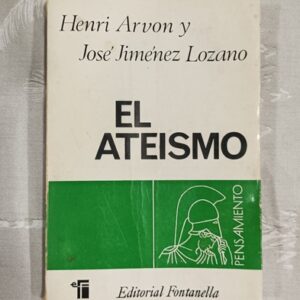 Henri Arvon y
José Jiménez Lozano
EL
ATEISMO
PENSAMIENTO
Editorial Fontanella